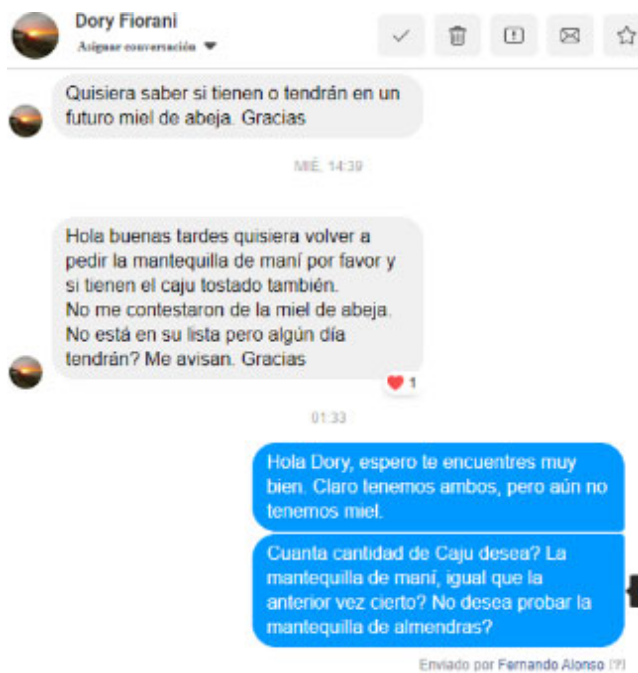 Dory Fiorani
Asignar conversación
Quisiera saber si tienen o tendrán en un
futuro miel de abeja. Gracias
MIÉ, 14:39
Hola buenas tardes quisiera volver a
pedir la mantequilla de maní por favor y
si tienen el caju tostado también.
No me contestaron de la miel de abeja.
No está en su lista pero algún día
tendrán? Me avisan. Gracias
1
01:33
Hola Dory, espero te encuentres muy
bien. Claro tenemos ambos, pero aún no
tenemos miel.
Cuanta cantidad de Caju desea? La
mantequilla de maní, igual que la
anterior vez cierto? No desea probar la
mantequilla de almendras?
Enviado por Fernando Alonso [?]